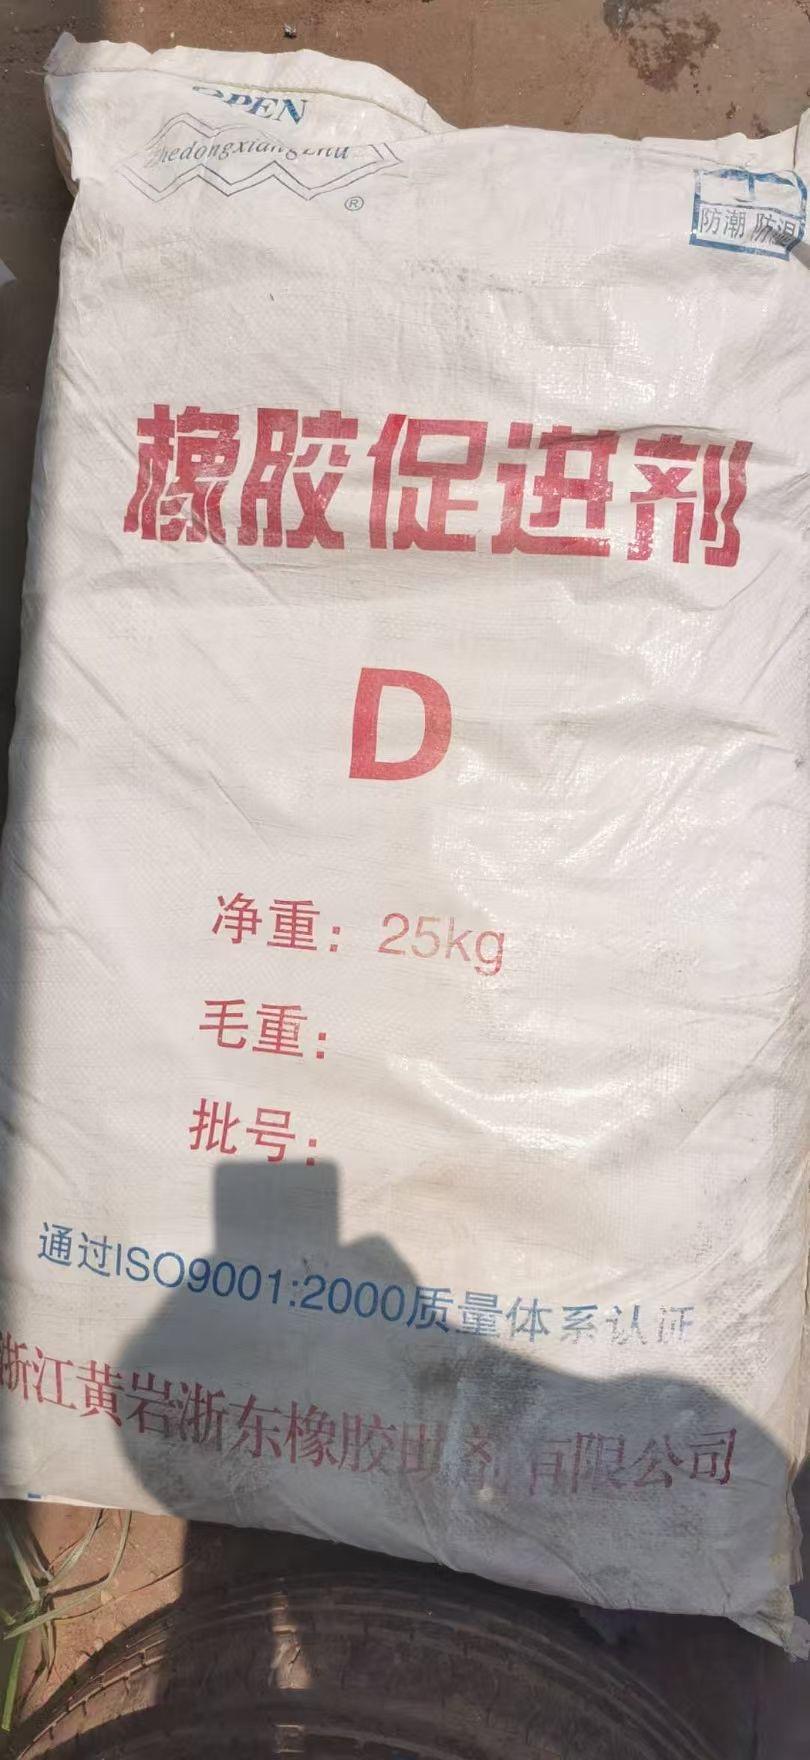 OPEN
zhedongxiangzhu
®
防潮 防温
橡胶促进剂
D
净重：25kg
毛重：
批号：
通过ISO9001:2000质量体系认证
浙江黄岩浙东橡胶助剂有限公司